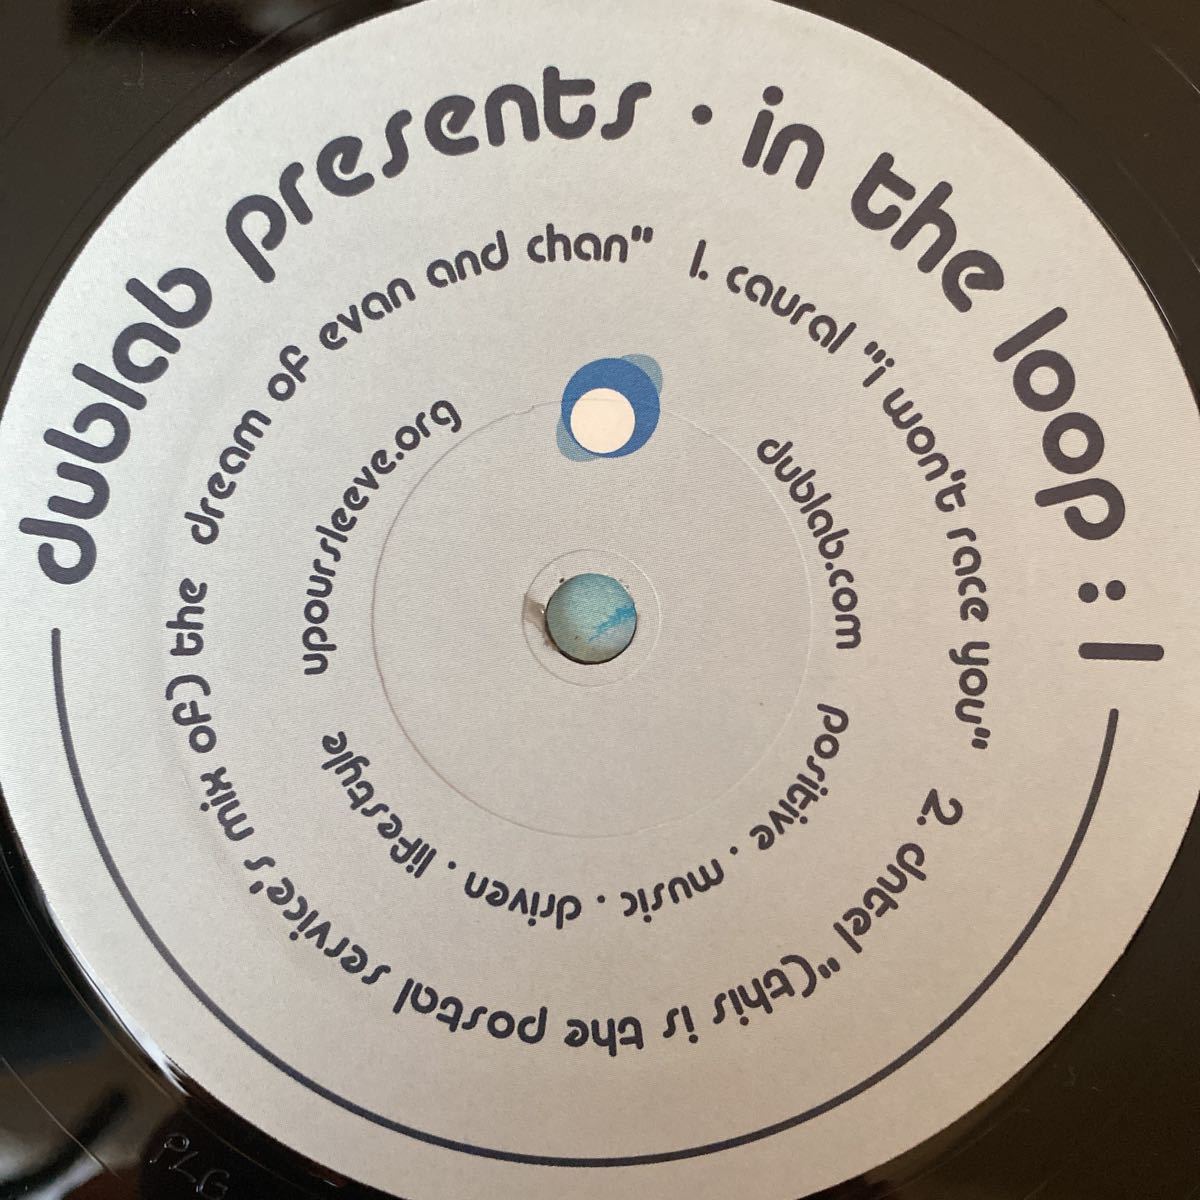 dublab presents · in the loop : 1
1. caural "i won't race you"
2. dntel "(this is the postal service's mix of) the dream of evan and chan"
upoursleeve.org
dublab.com
positive . music . driven . lifestyle
PLG